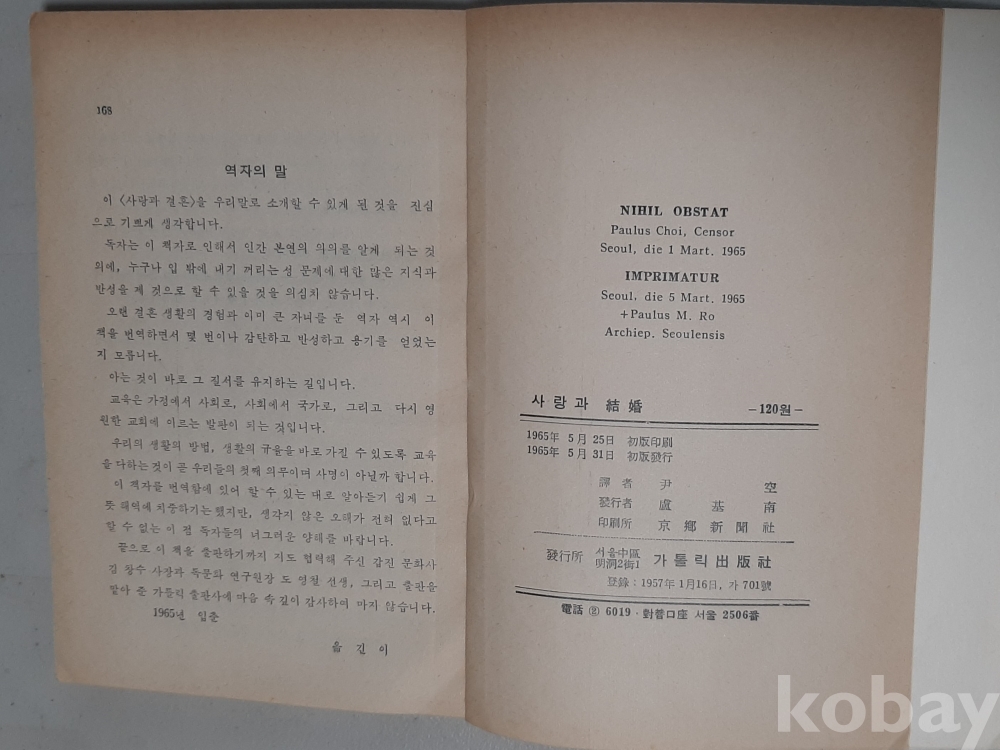 168
역자의 말
이 〈사랑과 결혼〉을 우리말로 소개할 수 있게 된 것을 진심
으로 기쁘게 생각합니다.
독자는 이 책자로 인해서 인간 본연의 의의를 알게 되는 것
외에, 누구나 입 밖에 내기 꺼리는 성 문제에 대한 많은 지식과
반성을 제 것으로 할 수 있을 것을 의심치 않습니다.
오랜 결혼 생활의 경험과 이미 큰 자녀를 둔 역자 역시 이
책을 번역하면서 몇 번이나 감탄하고 반성하고 용기를 얻었는
지 모릅니다.
아는 것이 바로 그 질서를 유지하는 길입니다.
교육은 가정에서 사회로, 사회에서 국가로, 그리고 다시 영
원한 교회에 이르는 발판이 되는 것입니다.
우리의 생활의 방법, 생활의 규율을 바로 가질 수 있도록 교육
을 다하는 것이 곧 우리들의 첫째 의무이며 사명이 아닐까 합니다.
이 책자를 번역함에 있어 할 수 있는 대로 알아듣기 쉽게 그
뜻 해역에 치중하기는 했지만, 생각지 않은 오해가 전혀 없다고
할 수 없는 이 점 독자들의 너그러운 양해를 바랍니다.
끝으로 이 책을 출판하기까지 지도 협력해 주신 갑진 문화사
김 창수 사장과 독문화 연구원장 도 영철 선생, 그리고 출판을
맡아 준 가톨릭 출판사에 마음 속 깊이 감사하여 마지 않습니다.
1965년 입춘
옮긴이
NIHIL OBSTAT
Paulus Choi, Censor
Seoul, die 1 Mart. 1965
IMPRIMATUR
Seoul, die 5 Mart. 1965
+Paulus M. Ro
Archiep. Seoulensis
사랑과 結婚 -120원-
1965年 5月 25日 初版印刷
1965年 5月 31日 初版發行
譯者 尹 空
發行者 盧基南
印刷所 京鄕新聞社
發行所 서울中區 明洞2街1 가톨릭出版社
登錄: 1957年 1月 16日, 가 701號
電話 ② 6019·對替口座 서울 2506番
kobay